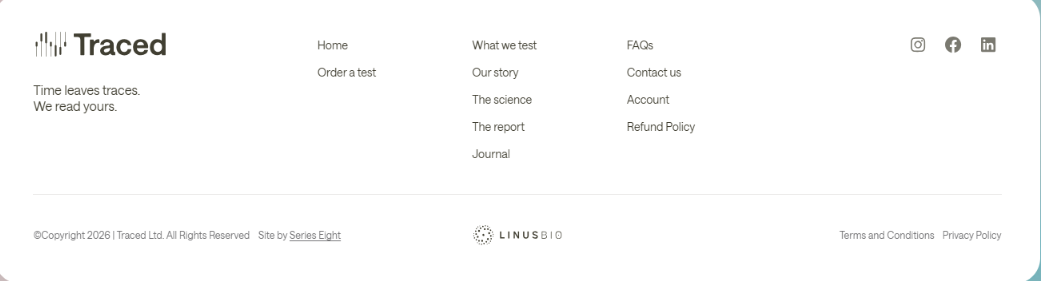 Traced
Time leaves traces.
We read yours.
Home
Order a test
What we test
Our story
The science
The report
Journal
FAQs
Contact us
Account
Refund Policy
©Copyright 2026 | Traced Ltd. All Rights Reserved Site by Series Eight
LINUSBIO
Terms and Conditions Privacy Policy